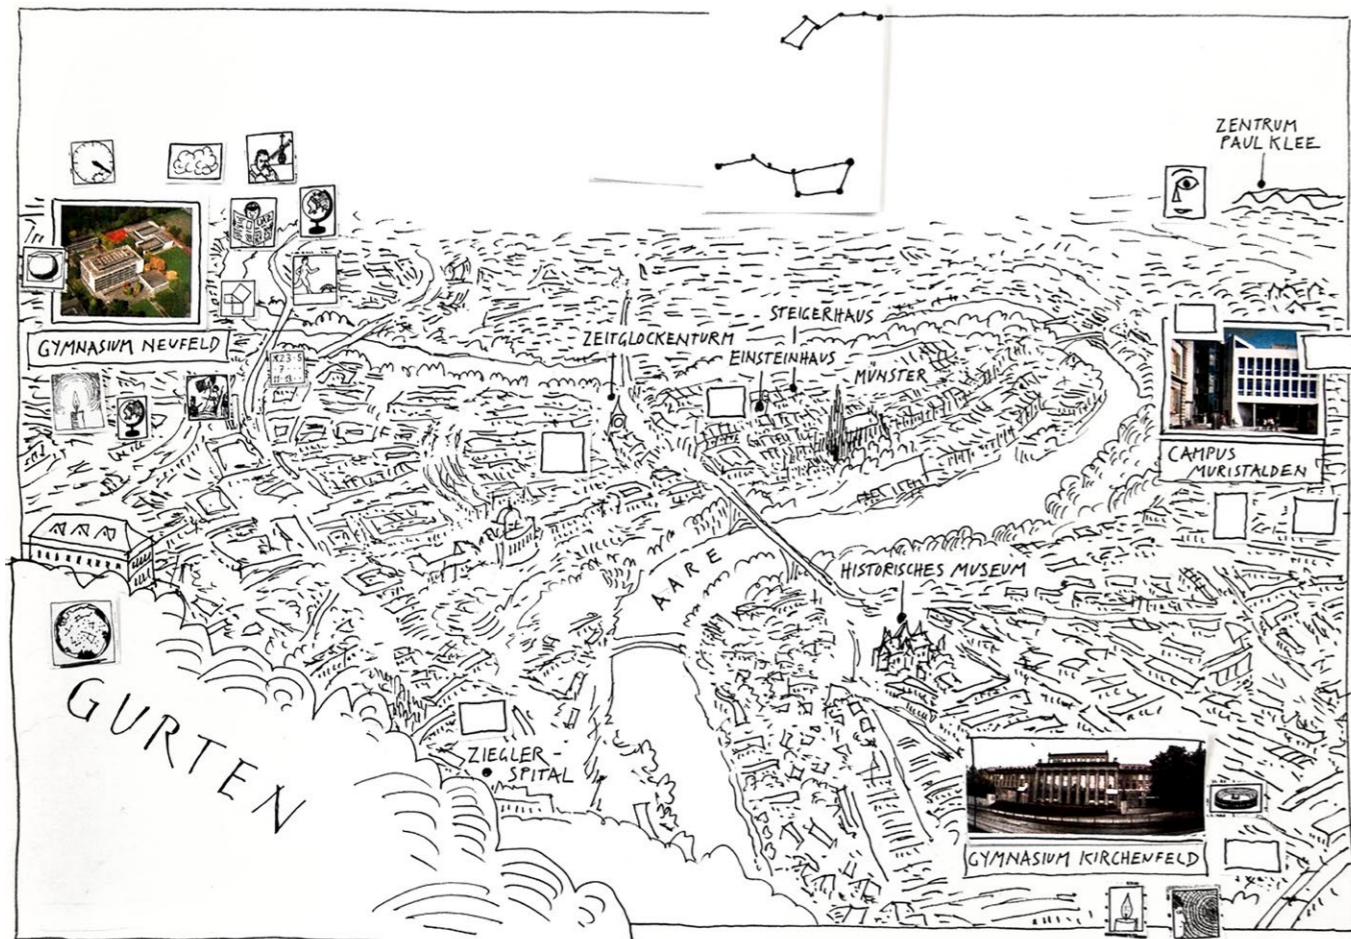 ZENTRUM
PAUL KLEE
GYMNASIUM NEUFELD
ZEITGLOCKENTURM
STEIGERHAUS
EINSTEINHAUS
MÜNSTER
CAMPUS
MURISTALDEN
AARE
HISTORISCHES MUSEUM
GURTEN
ZIEGLER-
SPITAL
GYMNASIUM KIRCHENFELD